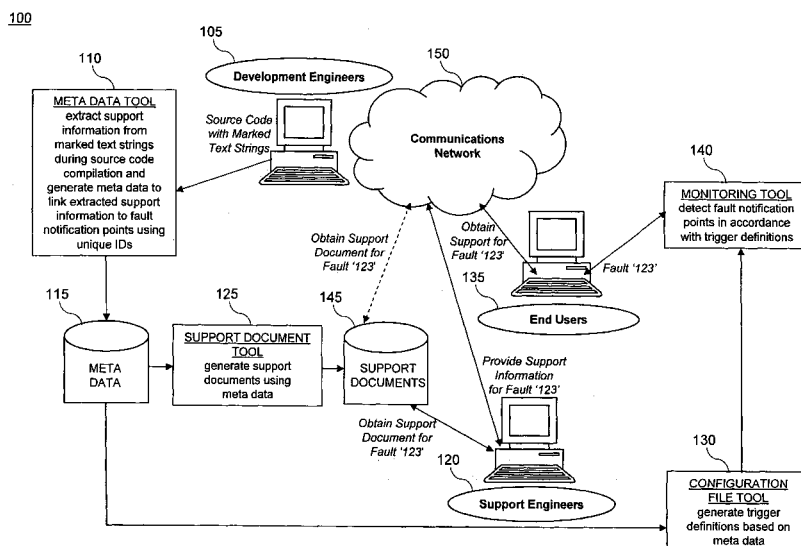 100
105
Development Engineers
110
META DATA TOOL
extract support
information from
marked text strings
during source code
compilation and
generate meta data to
link extracted support
information to fault
notification points using
unique IDs
Source Code
with Marked
Text Strings
150
Communications
Network
140
MONITORING TOOL
detect fault notification
points in accordance
with trigger definitions
Obtain Support
Document for
Fault '123'
Obtain
Support for
Fault '123'
Fault '123'
135
End Users
115
META
DATA
125
SUPPORT DOCUMENT
TOOL
generate support
documents using
meta data
145
SUPPORT
DOCUMENTS
Provide Support
Information
for Fault '123'
Obtain Support
Document for
Fault '123'
120
Support Engineers
130
CONFIGURATION
FILE TOOL
generate trigger
definitions based on
meta data